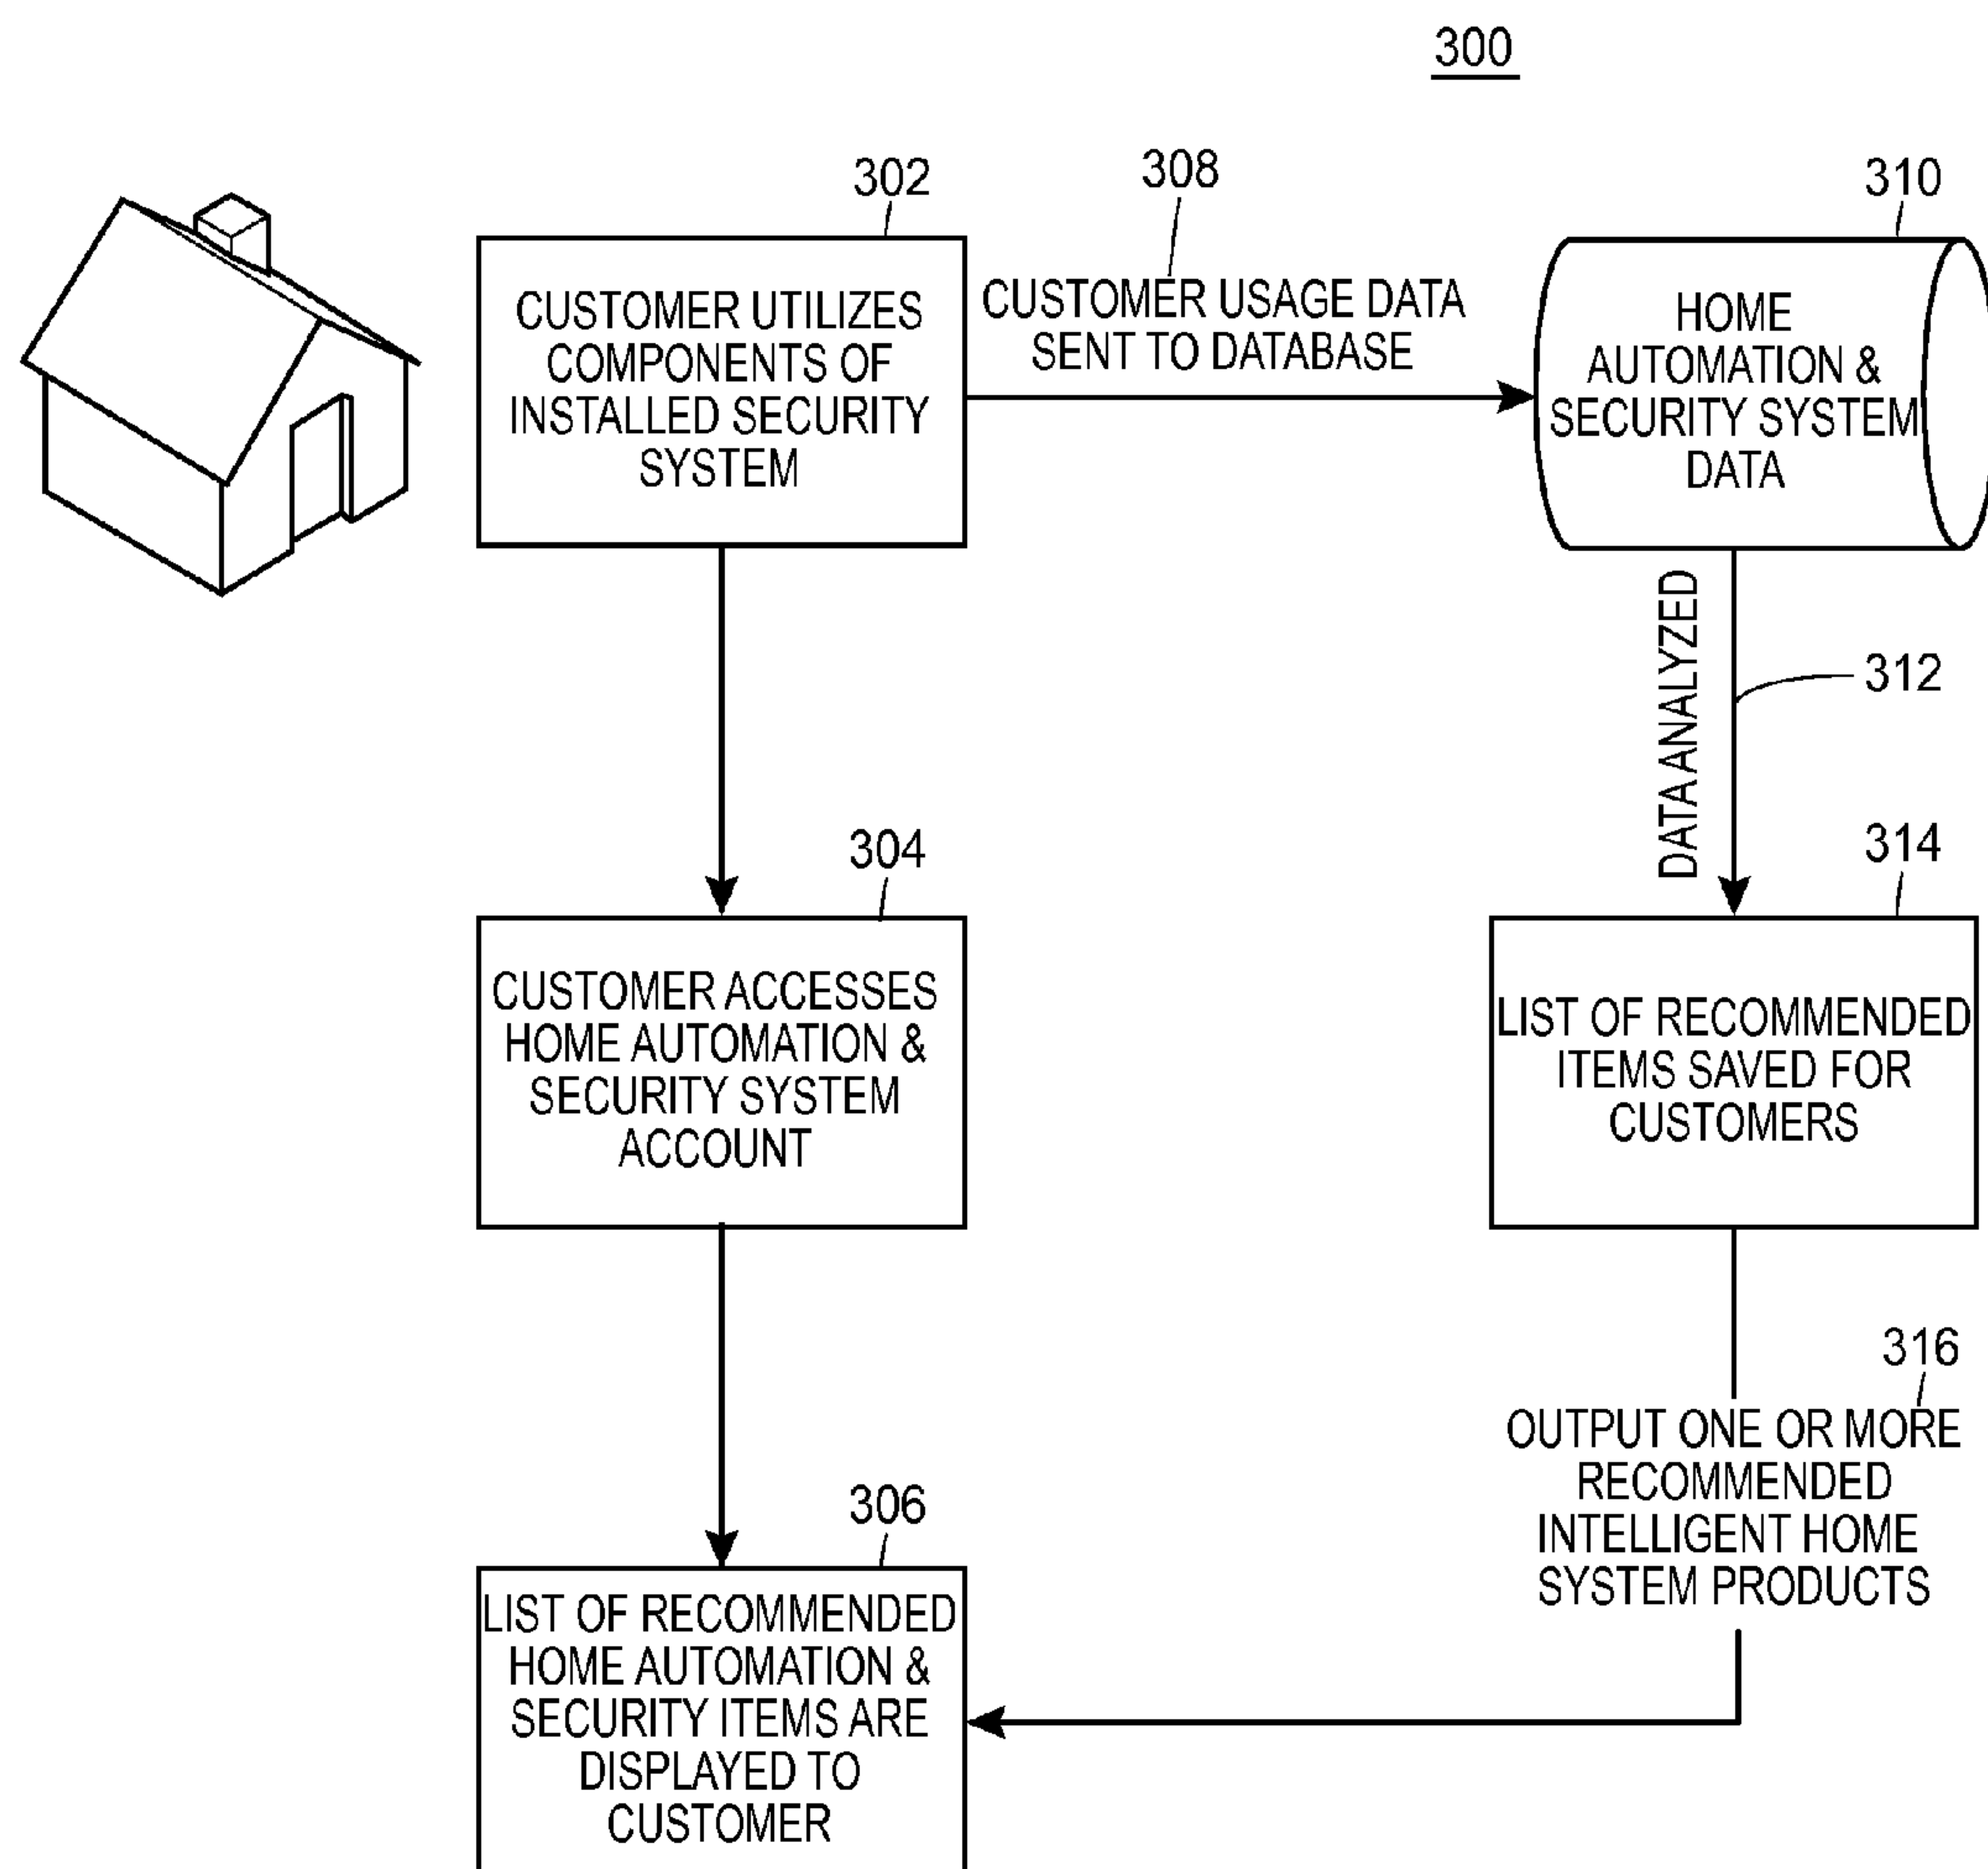 300
302
CUSTOMER UTILIZES
COMPONENTS OF
INSTALLED SECURITY
SYSTEM
308
CUSTOMER USAGE DATA
SENT TO DATABASE
310
HOME
AUTOMATION &
SECURITY SYSTEM
DATA
DATA ANALYZED
312
304
CUSTOMER ACCESSES
HOME AUTOMATION &
SECURITY SYSTEM
ACCOUNT
314
LIST OF RECOMMENDED
ITEMS SAVED FOR
CUSTOMERS
316
OUTPUT ONE OR MORE
RECOMMENDED
INTELLIGENT HOME
SYSTEM PRODUCTS
306
LIST OF RECOMMENDED
HOME AUTOMATION &
SECURITY ITEMS ARE
DISPLAYED TO
CUSTOMER